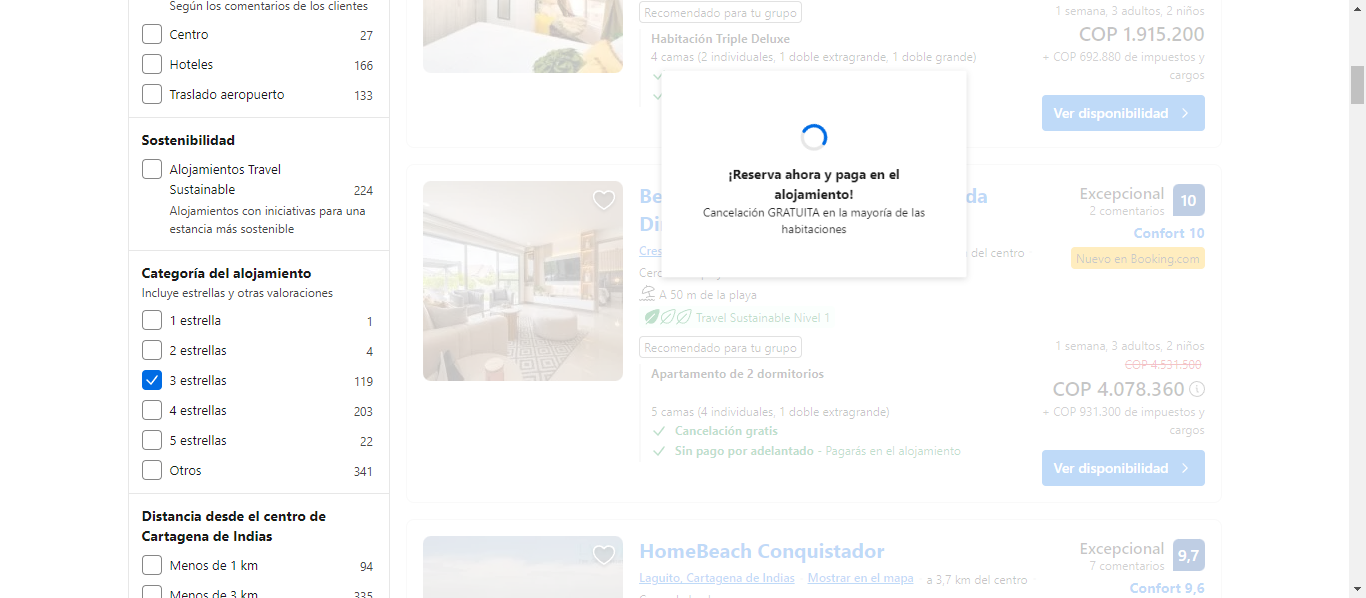 Según los comentarios de los clientes
Centro 27
Hoteles 166
Traslado aeropuerto 133
Sostenibilidad
Alojamientos Travel
Sustainable 224
Alojamientos con iniciativas para una
estancia más sostenible
Categoría del alojamiento
Incluye estrellas y otras valoraciones
1 estrella 1
2 estrellas 4
3 estrellas 119
4 estrellas 203
5 estrellas 22
Otros 341
Distancia desde el centro de
Cartagena de Indias
Menos de 1 km 94
Menos de 3 km 335
Recomendado para tu grupo
Habitación Triple Deluxe
4 camas (2 individuales, 1 doble extragrande, 1 doble grande)
1 semana, 3 adultos, 2 niños
COP 1.915.200
+ COP 692.880 de impuestos y
cargos
Ver disponibilidad
¡Reserva ahora y paga en el
alojamiento!
Cancelación GRATUITA en la mayoría de las
habitaciones
del centro
A 50 m de la playa
Travel Sustainable Nivel 1
Recomendado para tu grupo
Apartamento de 2 dormitorios
5 camas (4 individuales, 1 doble extragrande)
Cancelación gratis
Sin pago por adelantado - Pagarás en el alojamiento
Excepcional 10
2 comentarios
Confort 10
Nuevo en Booking.com
1 semana, 3 adultos, 2 niños
COP 4.531.500
COP 4.078.360
+ COP 931.300 de impuestos y
cargos
Ver disponibilidad
HomeBeach Conquistador
Laguito, Cartagena de Indias Mostrar en el mapa a 3,7 km del centro
Excepcional 9,7
7 comentarios
Confort 9,6